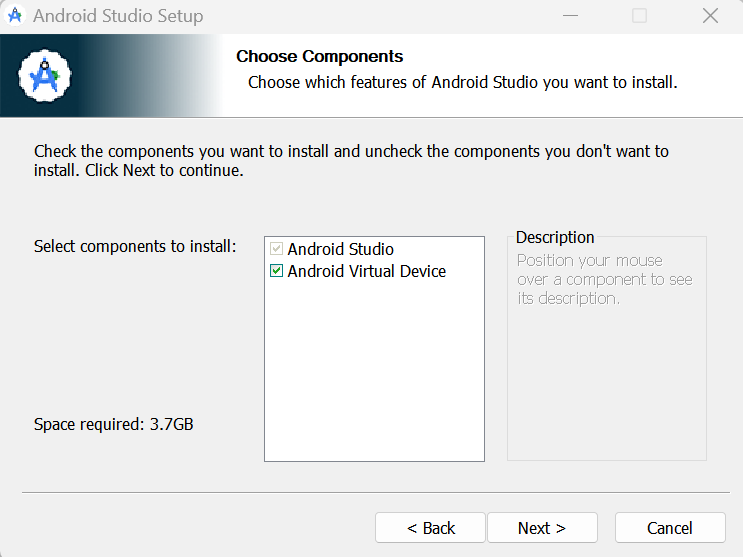 Android Studio Setup
Choose Components
Choose which features of Android Studio you want to install.
Check the components you want to install and uncheck the components you don't want to
install. Click Next to continue.
Select components to install:
Android Studio
Android Virtual Device
Description
Position your mouse
over a component to see
its description.
Space required: 3.7GB
< Back
Next >
Cancel